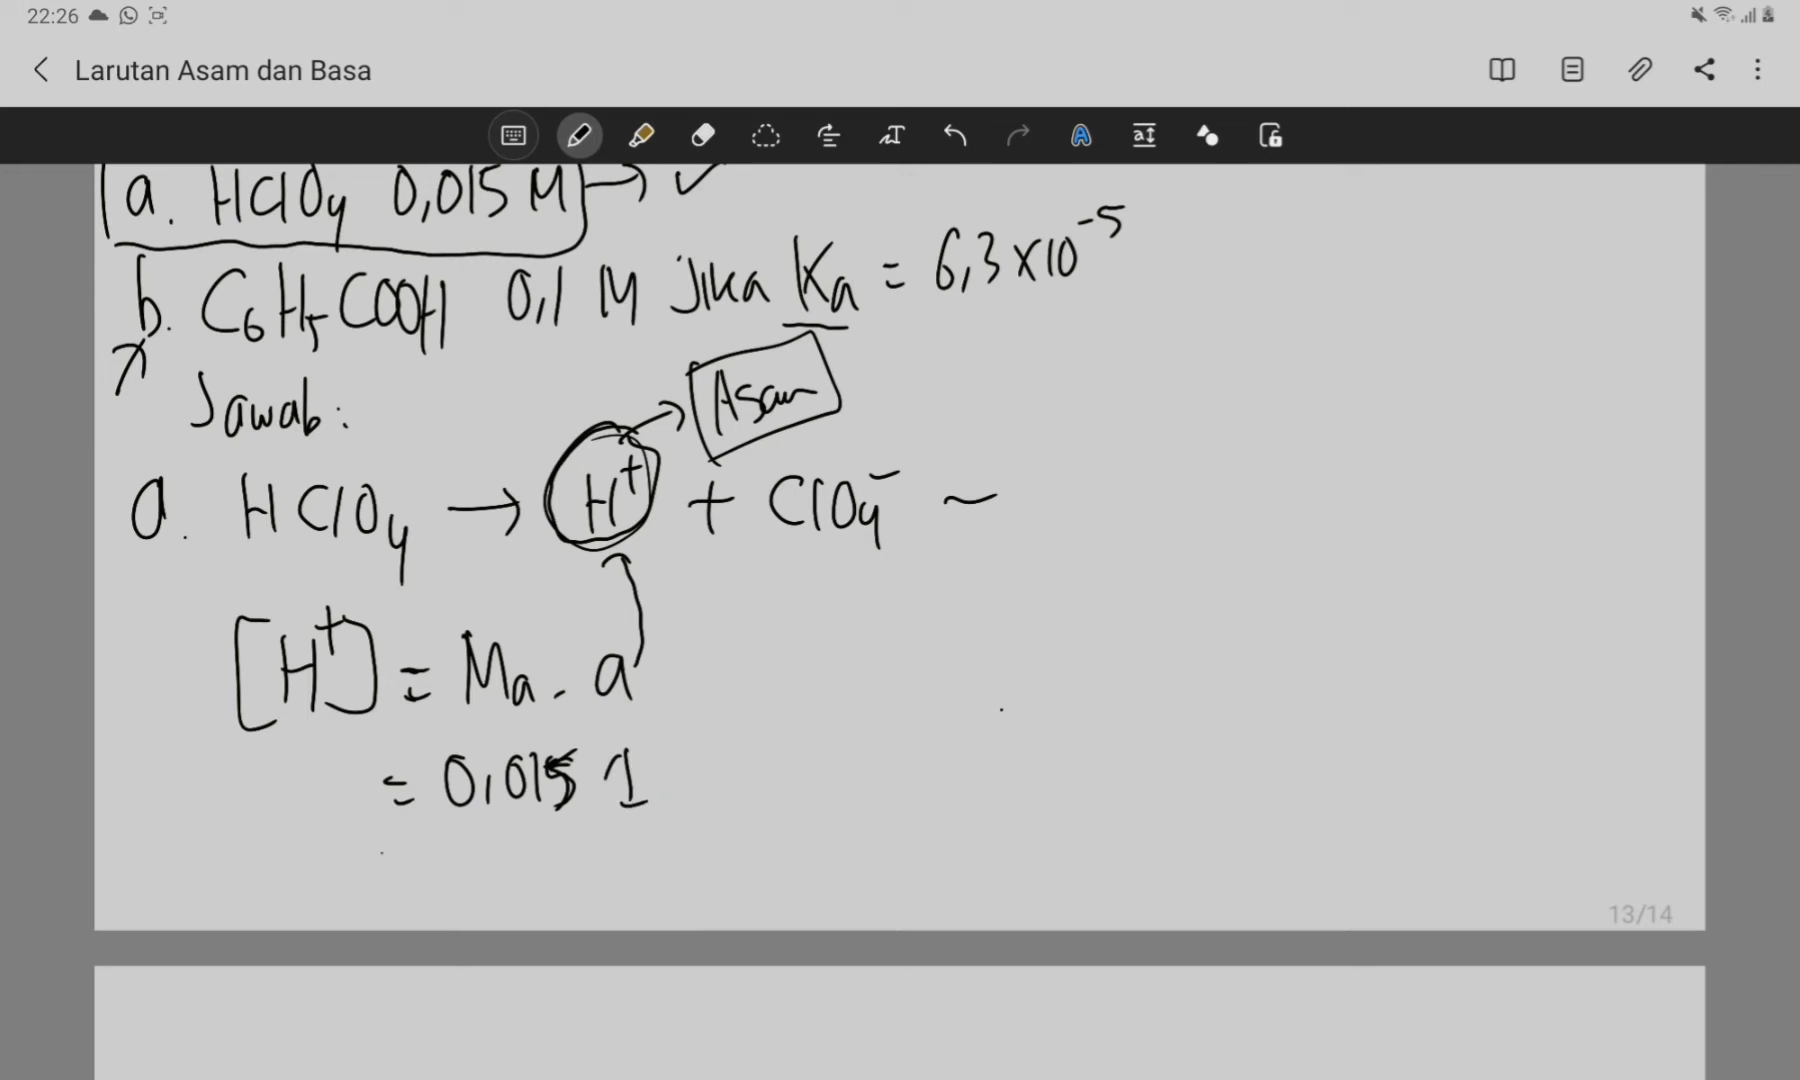 22:26
Larutan Asam dan Basa
a. HClO4 0,015 M → ✓
b. C6H5COOH 0,1 M jika Ka = 6,3 x 10^-5
Jawab:
Asam
a. HClO4 → H+ + ClO4- ~
[H+] = Ma . a
= 0,015 1
13/14